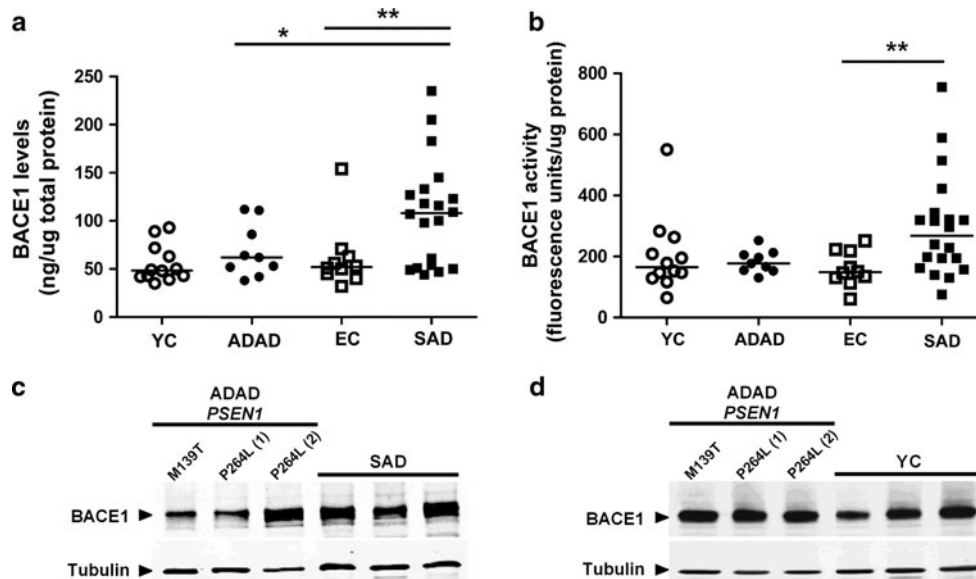 a
**
*
250
200
150
100
50
0
BACE1 levels
(ng/ug total protein)
YC ADAD EC SAD
b
**
800
600
400
200
0
BACE1 activity
(fluorescence units/ug protein)
YC ADAD EC SAD
c
ADAD
PSEN1
M139T P264L (1) P264L (2) SAD
BACE1
Tubulin
d
ADAD
PSEN1
M139T P264L (1) P264L (2) YC
BACE1
Tubulin